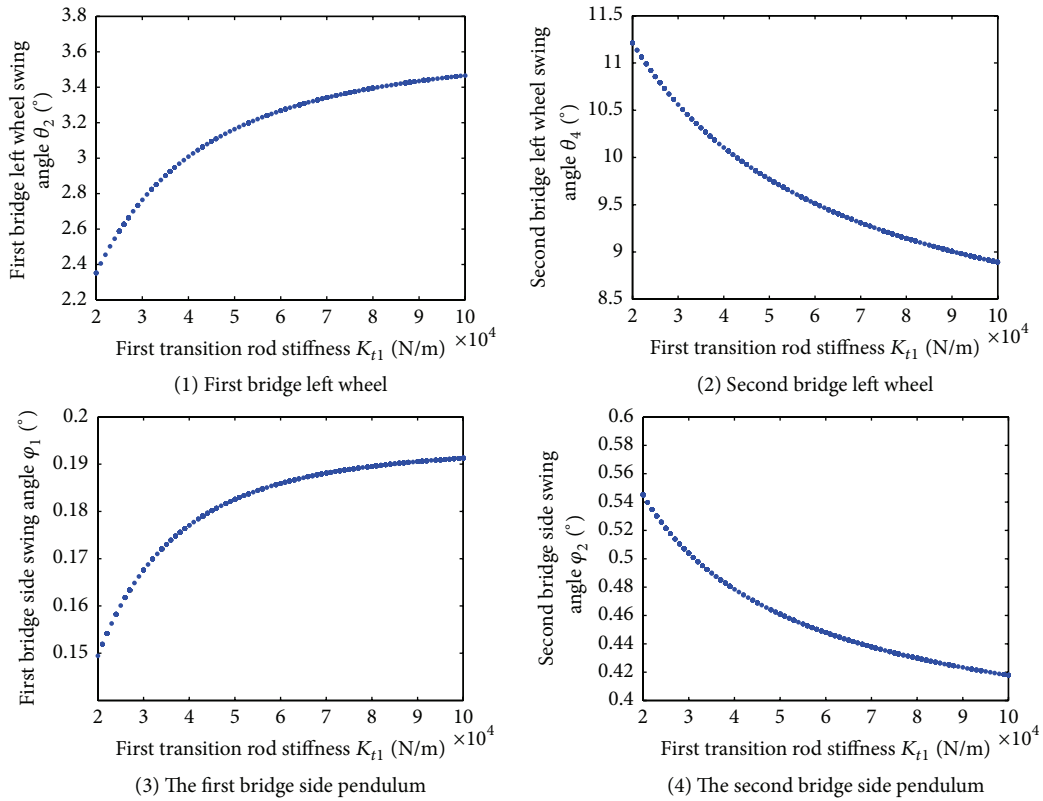 First bridge left wheel swing
angle θ2 (°)
3.8
3.6
3.4
3.2
3
2.8
2.6
2.4
2.2
2 3 4 5 6 7 8 9 10
×10^4
First transition rod stiffness Kt1 (N/m)
(1) First bridge left wheel
Second bridge left wheel swing
angle θ4 (°)
11.5
11
10.5
10
9.5
9
8.5
2 3 4 5 6 7 8 9 10
×10^4
First transition rod stiffness Kt1 (N/m)
(2) Second bridge left wheel
First bridge side swing angle φ1 (°)
0.2
0.19
0.18
0.17
0.16
0.15
2 3 4 5 6 7 8 9 10
×10^4
First transition rod stiffness Kt1 (N/m)
(3) The first bridge side pendulum
Second bridge side swing
angle φ2 (°)
0.6
0.54
0.52
0.5
0.48
0.46
0.44
0.42
0.4
2 3 4 5 6 7 8 9 10
×10^4
First transition rod stiffness Kt1 (N/m)
(4) The second bridge side pendulum